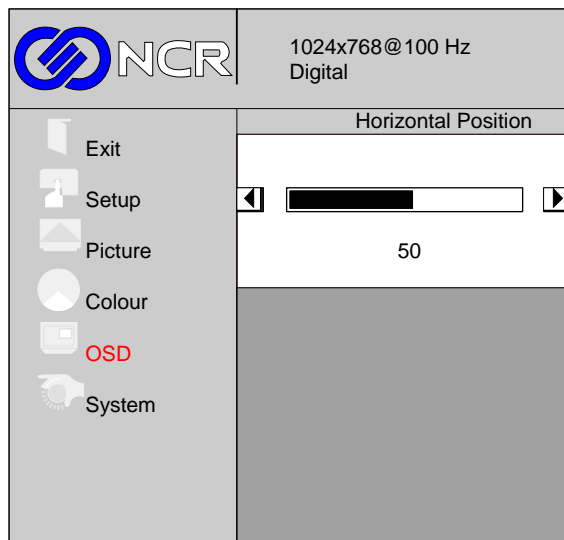 NCR
1024x768@100 Hz
Digital
Horizontal Position
Exit
Setup
Picture
Colour
OSD
System
50